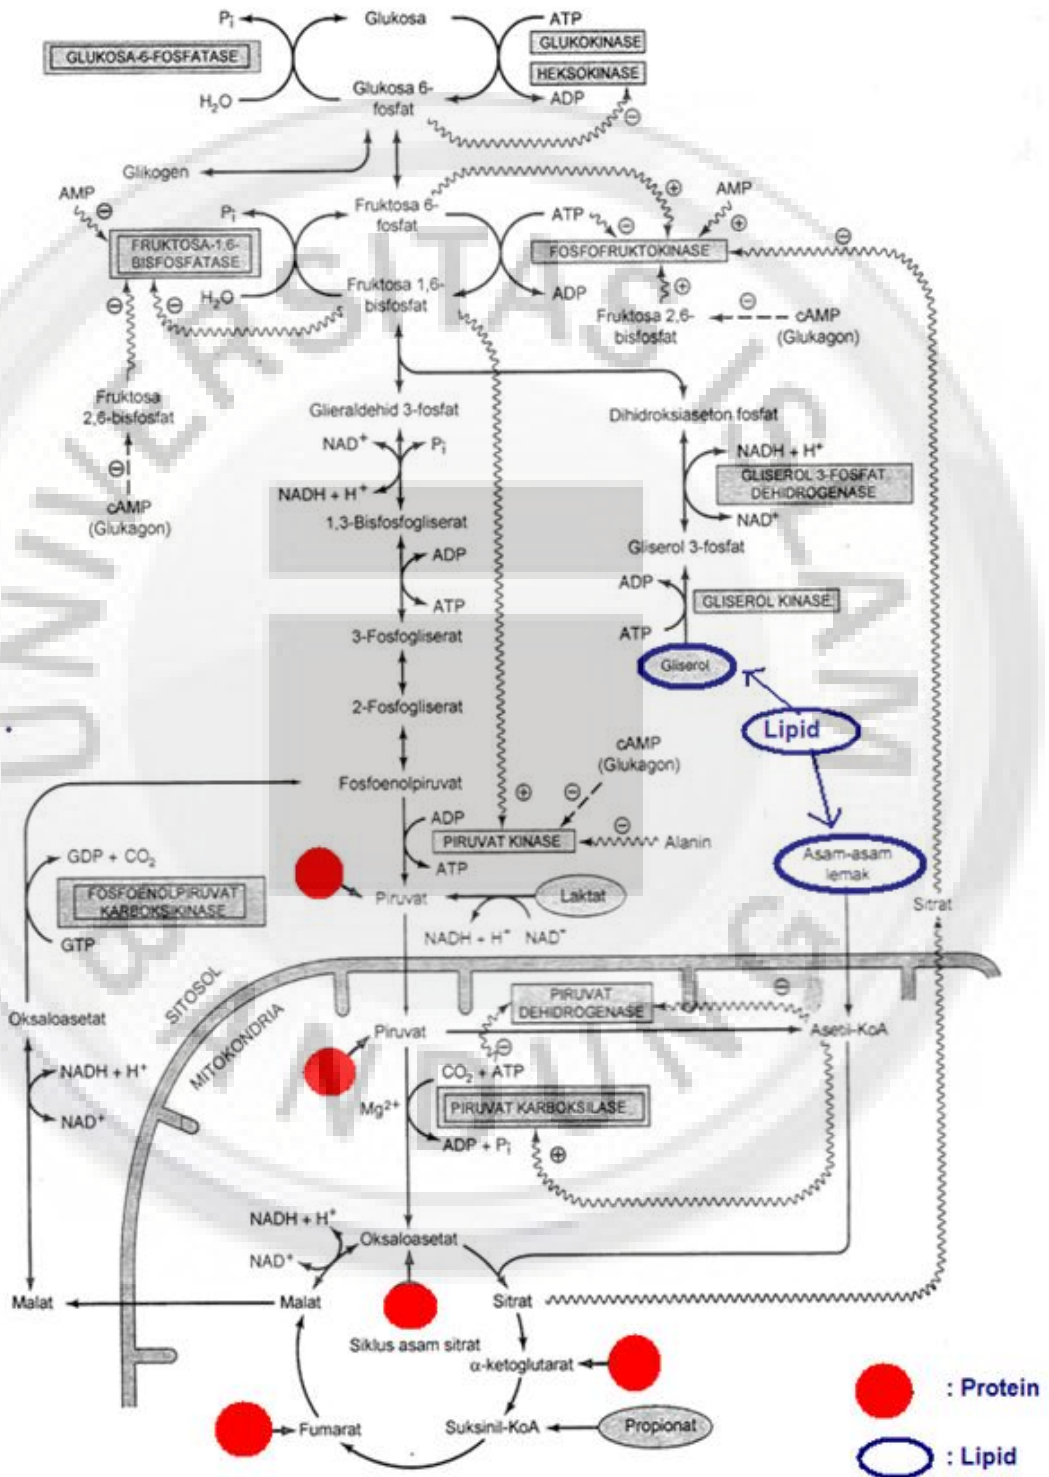 Pi
Glukosa
ATP
GLUKOSA-6-FOSFATASE
GLUKOKINASE
HEKSOKINASE
H₂O
Glukosa 6-
fosfat
ADP
⊖
Glikogen
AMP
⊖
⊕
AMP
⊕
Pi
Fruktosa 6-
fosfat
ATP
⊖
⊖
FRUKTOSA-1,6-
BISFOSFATASE
FOSFOFRUKTOKINASE
⊖
⊖
H₂O
Fruktosa 1,6-
bisfosfat
ADP
⊕
Fruktosa 2,6-
bisfosfat
⊖
cAMP
(Glukagon)
Fruktosa
2,6-bisfosfat
⊖
cAMP
(Glukagon)
Glieraldehid 3-fosfat
Dihidroksiaseton fosfat
NAD⁺
Pi
NADH + H⁺
NADH + H⁺
GLISEROL 3-FOSFAT
DEHIDROGENASE
NAD⁺
1,3-Bisfosfogliserat
Gliserol 3-fosfat
ADP
ATP
ADP
GLISEROL KINASE
ATP
3-Fosfogliserat
Gliserol
2-Fosfogliserat
Lipid
cAMP
(Glukagon)
Fosfoenolpiruvat
⊕
⊖
ADP
PIRUVAT KINASE
⊖
Alanin
ATP
GDP + CO₂
FOSFOENOLPIRUVAT
KARBOKSIKINASE
GTP
Asam-asam
lemak
Piruvat
Laktat
Sitrat
NADH + H⁺
NAD⁺
SITOSOL
MITOKONDRIA
Oksaloasetat
PIRUVAT
DEHIDROGENASE
⊖
Piruvat
Asetil-KoA
⊖
NADH + H⁺
NAD⁺
CO₂ + ATP
Mg²⁺
PIRUVAT KARBOKSILASE
ADP + Pi
⊕
NADH + H⁺
Oksaloasetat
NAD⁺
Malat
Malat
Sitrat
Siklus asam sitrat
α-ketoglutarat
Fumarat
Suksinil-KoA
Propionat
: Protein
: Lipid
UNIVERSITAS ISLAM
BANDUNG